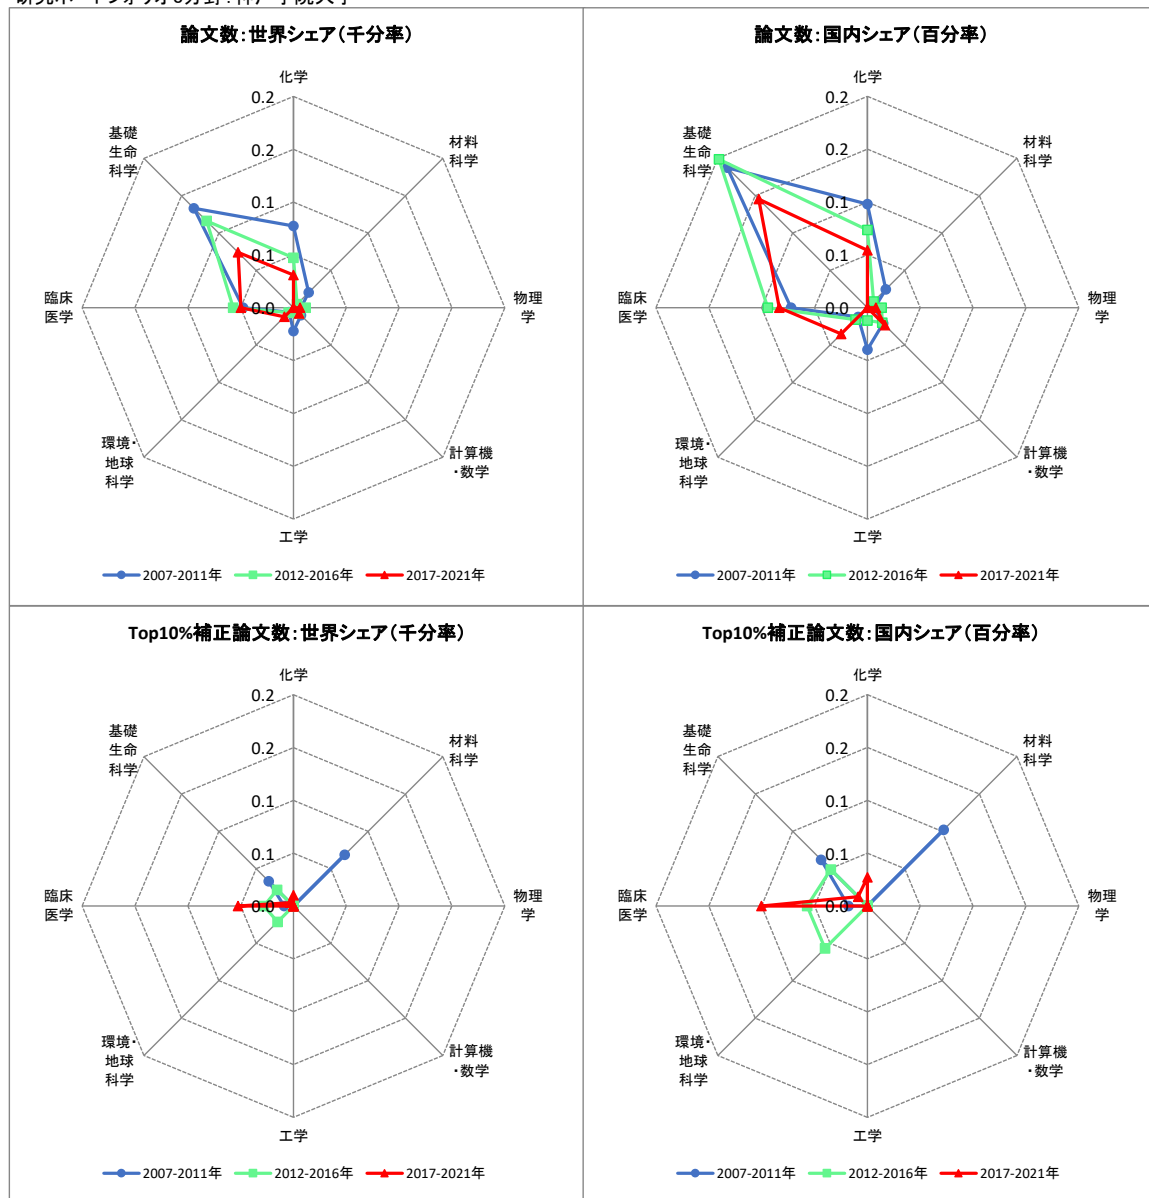 論文数：世界シェア（千分率）
化学
0.2
0.2
0.1
0.1
0.0
材料
科学
物理
学
計算機
・数学
工学
環境・
地球
科学
臨床
医学
基礎
生命
科学
2007-2011年
2012-2016年
2017-2021年
論文数：国内シェア（百分率）
化学
0.2
0.2
0.1
0.1
0.0
材料
科学
物理
学
計算機
・数学
工学
環境・
地球
科学
臨床
医学
基礎
生命
科学
2007-2011年
2012-2016年
2017-2021年
Top10%補正論文数：世界シェア（千分率）
化学
0.2
0.2
0.1
0.1
0.0
材料
科学
物理
学
計算機
・数学
工学
環境・
地球
科学
臨床
医学
基礎
生命
科学
2007-2011年
2012-2016年
2017-2021年
Top10%補正論文数：国内シェア（百分率）
化学
0.2
0.2
0.1
0.1
0.0
材料
科学
物理
学
計算機
・数学
工学
環境・
地球
科学
臨床
医学
基礎
生命
科学
2007-2011年
2012-2016年
2017-2021年